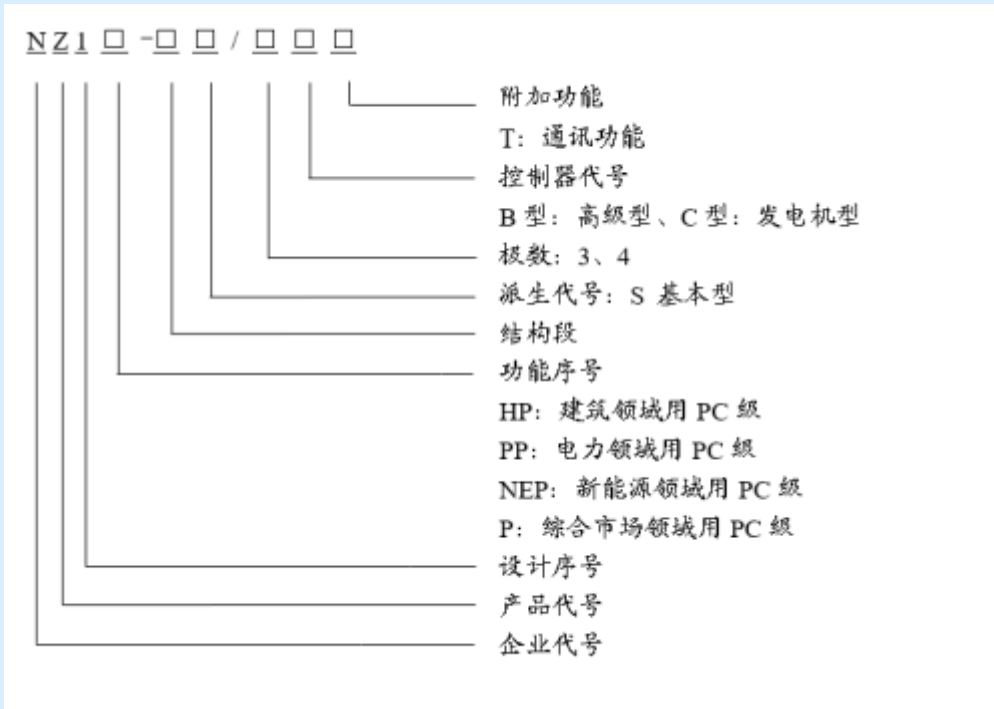 NZ1□-□□/□□□
附加功能
T：通讯功能
控制器代号
B 型：高级型、C 型：发电机型
极数：3、4
派生代号：S 基本型
结构段
功能序号
HP：建筑领域用 PC 级
PP：电力领域用 PC 级
NEP：新能源领域用 PC 级
P：综合市场领域用 PC 级
设计序号
产品代号
企业代号